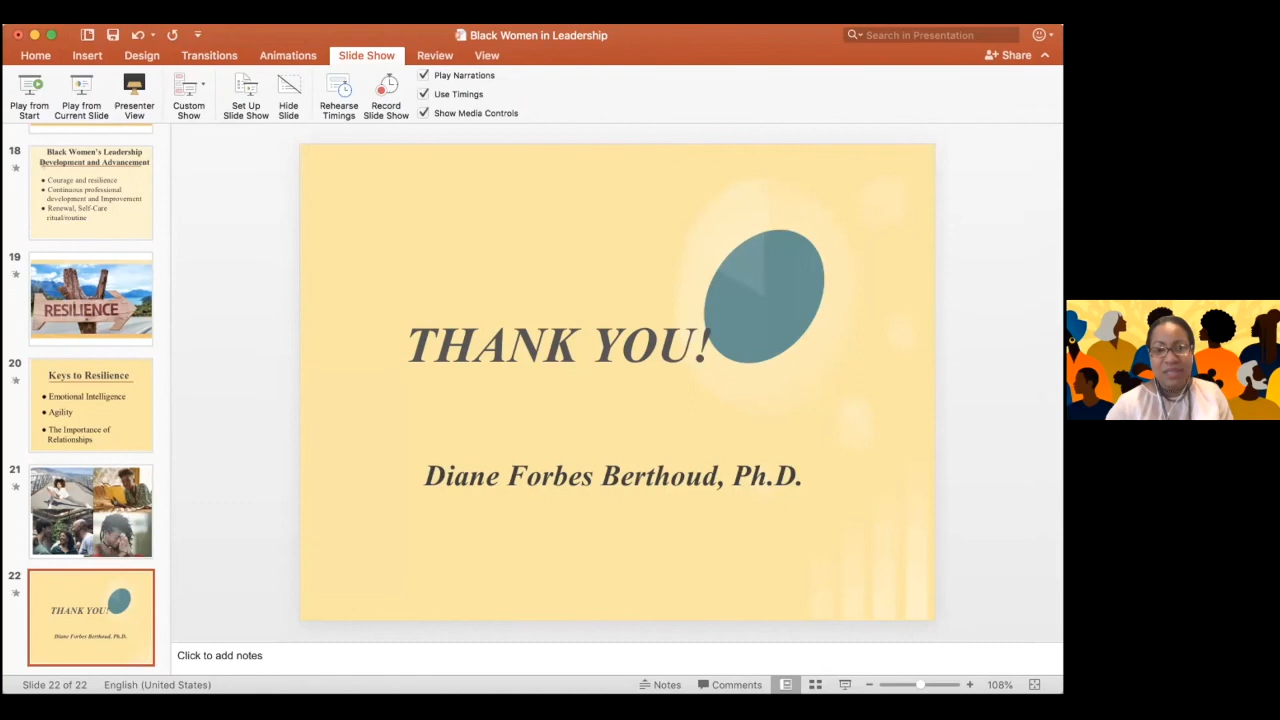 Black Women in Leadership
Search in Presentation
Home Insert Design Transitions Animations Slide Show Review View
Share
Play from Start
Play from Current Slide
Presenter View
Custom Show
Set Up Slide Show
Hide Slide
Rehearse Timings
Record Slide Show
Play Narrations
Use Timings
Show Media Controls
18
Black Women's Leadership
Development and Advancement
• Courage and resilience
• Continuous professional
development and Improvement
• Renewal, Self-Care
ritual/routine
19
RESILIENCE
20
Keys to Resilience
• Emotional Intelligence
• Agility
• The Importance of
Relationships
21
22
THANK YOU!
Diane Forbes Berthoud, Ph.D.
THANK YOU!
Diane Forbes Berthoud, Ph.D.
Click to add notes
Slide 22 of 22 English (United States) Notes Comments 108%